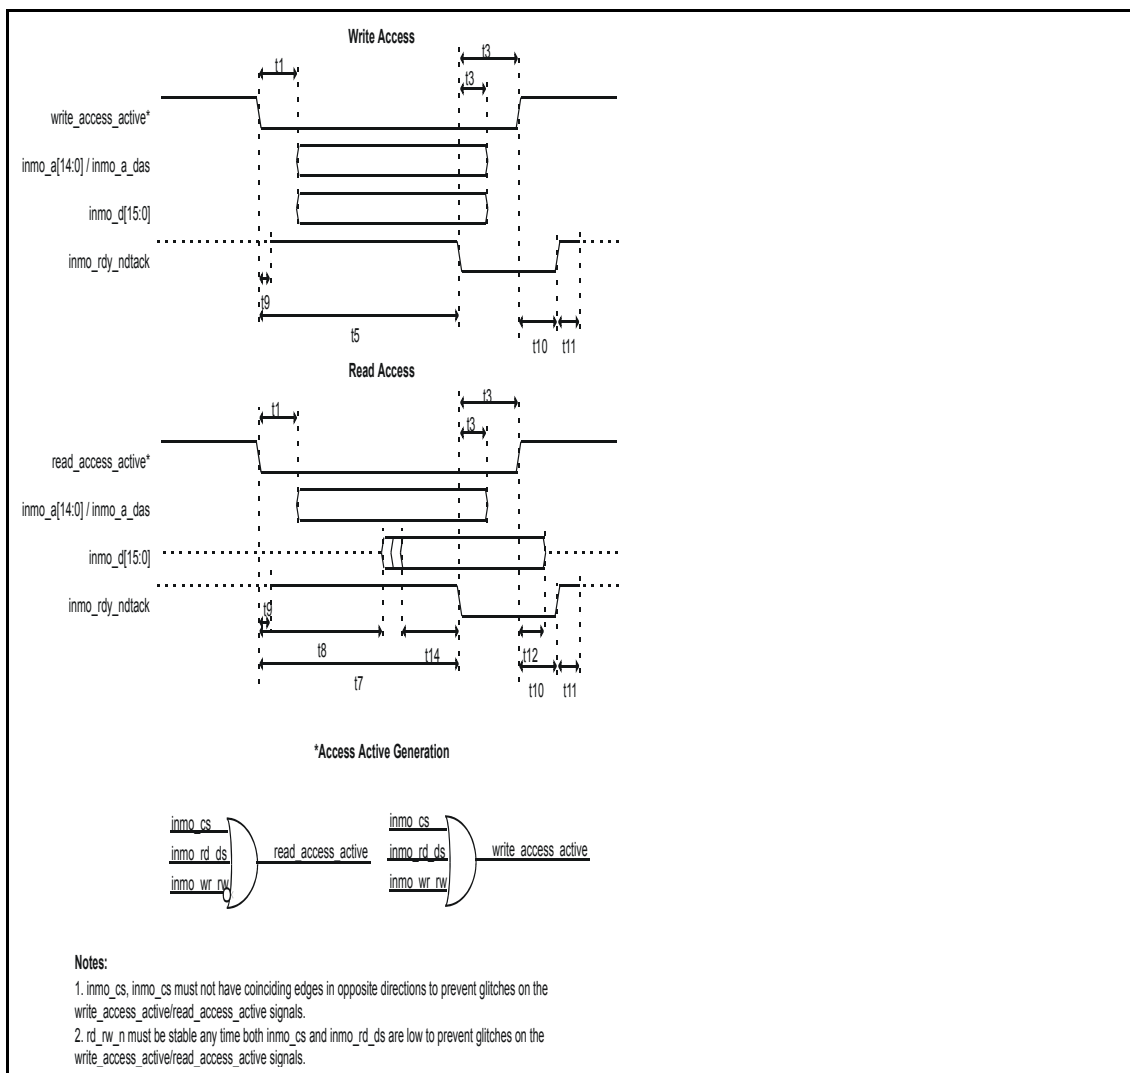 Write Access
t3
t1
t3
write_access_active*
inmo_a[14:0] / inmo_a_das
inmo_d[15:0]
inmo_rdy_ndtack
t9
t5
t10 t11
Read Access
t3
t1
t3
read_access_active*
inmo_a[14:0] / inmo_a_das
inmo_d[15:0]
inmo_rdy_ndtack
t9
t8 t14 t12
t7
t10 t11
*Access Active Generation
inmo_cs
inmo_rd_ds
inmo_wr_rw
read_access_active
inmo_cs
inmo_rd_ds
inmo_wr_rw
write_access_active
Notes:
1. inmo_cs, inmo_cs must not have coinciding edges in opposite directions to prevent glitches on the
write_access_active/read_access_active signals.
2. rd_rw_n must be stable any time both inmo_cs and inmo_rd_ds are low to prevent glitches on the
write_access_active/read_access_active signals.